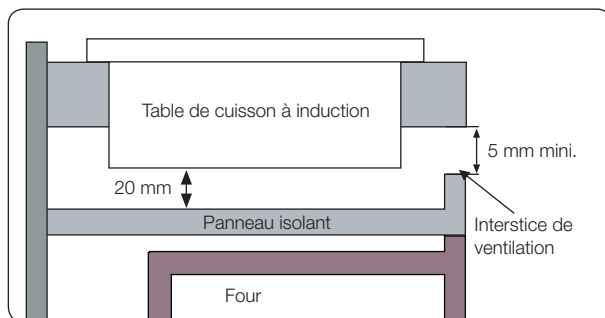 Table de cuisson à induction
5 mm mini.
20 mm
Panneau isolant
Interstice de
ventilation
Four